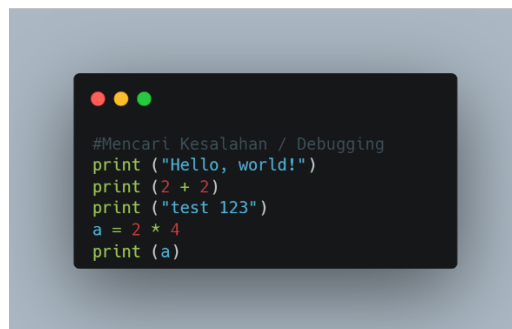 #Mencari Kesalahan / Debugging
print ("Hello, world!")
print (2 + 2)
print ("test 123")
a = 2 * 4
print (a)